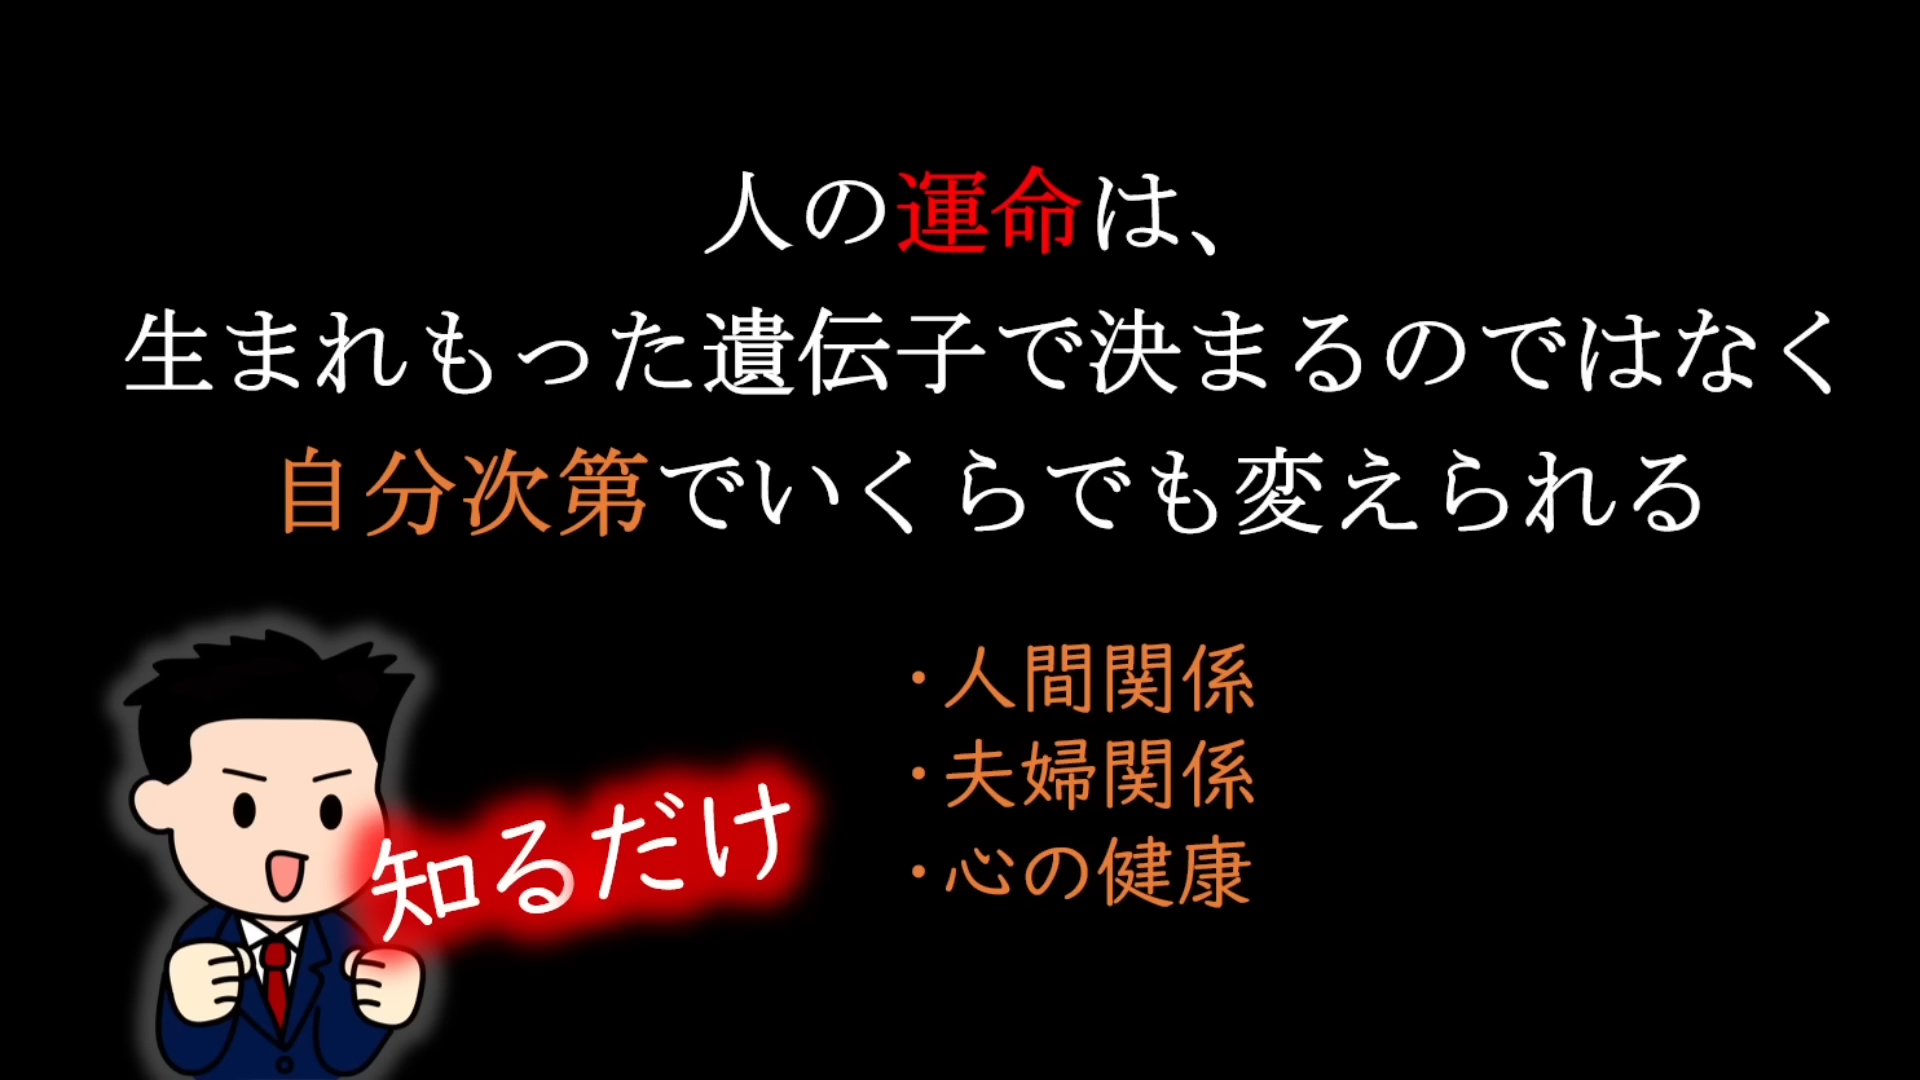 人の運命は、
生まれもった遺伝子で決まるのではなく
自分次第でいくらでも変えられる
知るだけ
・人間関係
・夫婦関係
・心の健康